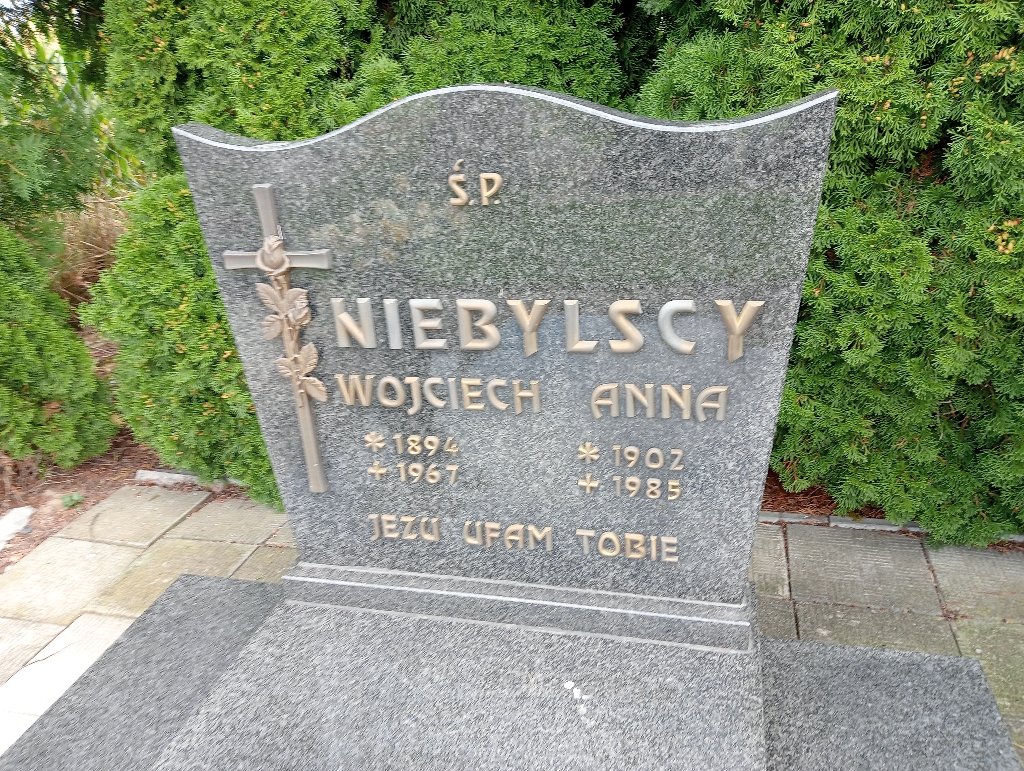 Ś.P.
NIEBYLSCY
WOJCIECH ANNA
* 1894 * 1902
+ 1967 + 1985
JEZU UFAM TOBIE